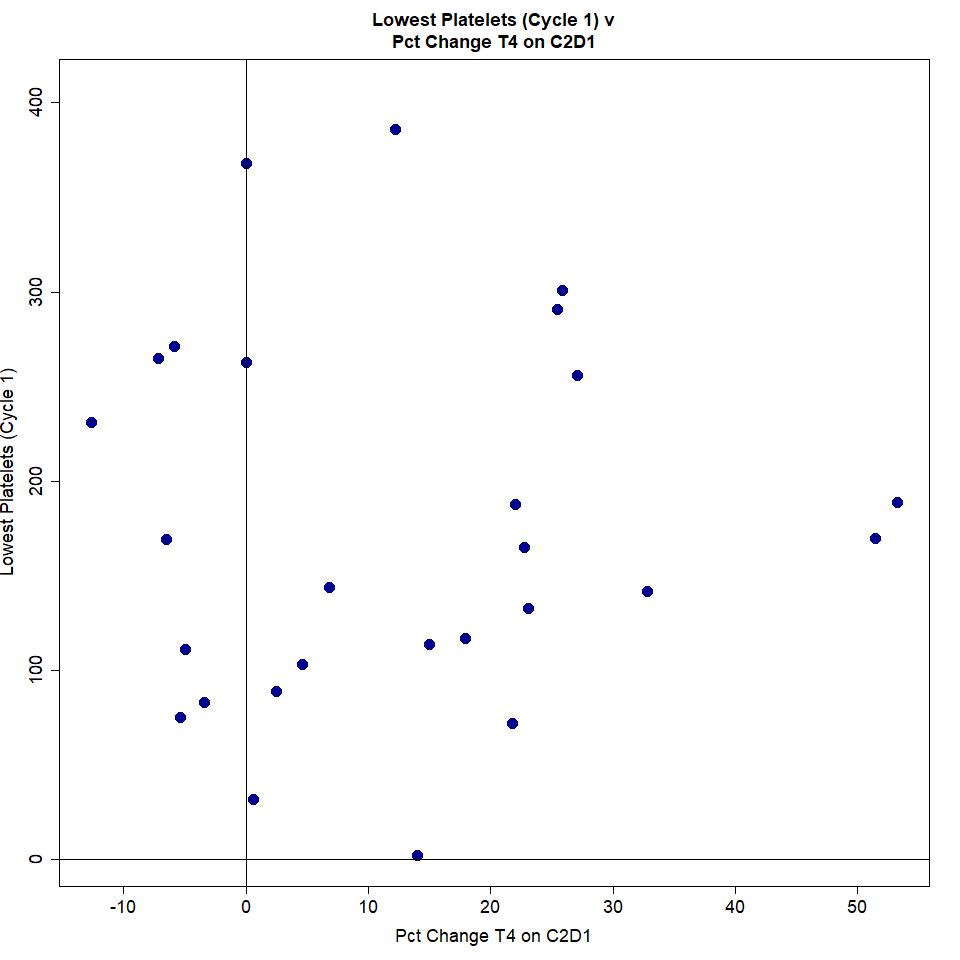 Lowest Platelets (Cycle 1) v
Pct Change T4 on C2D1
400
300
200
100
0
Lowest Platelets (Cycle 1)
-10 0 10 20 30 40 50
Pct Change T4 on C2D1